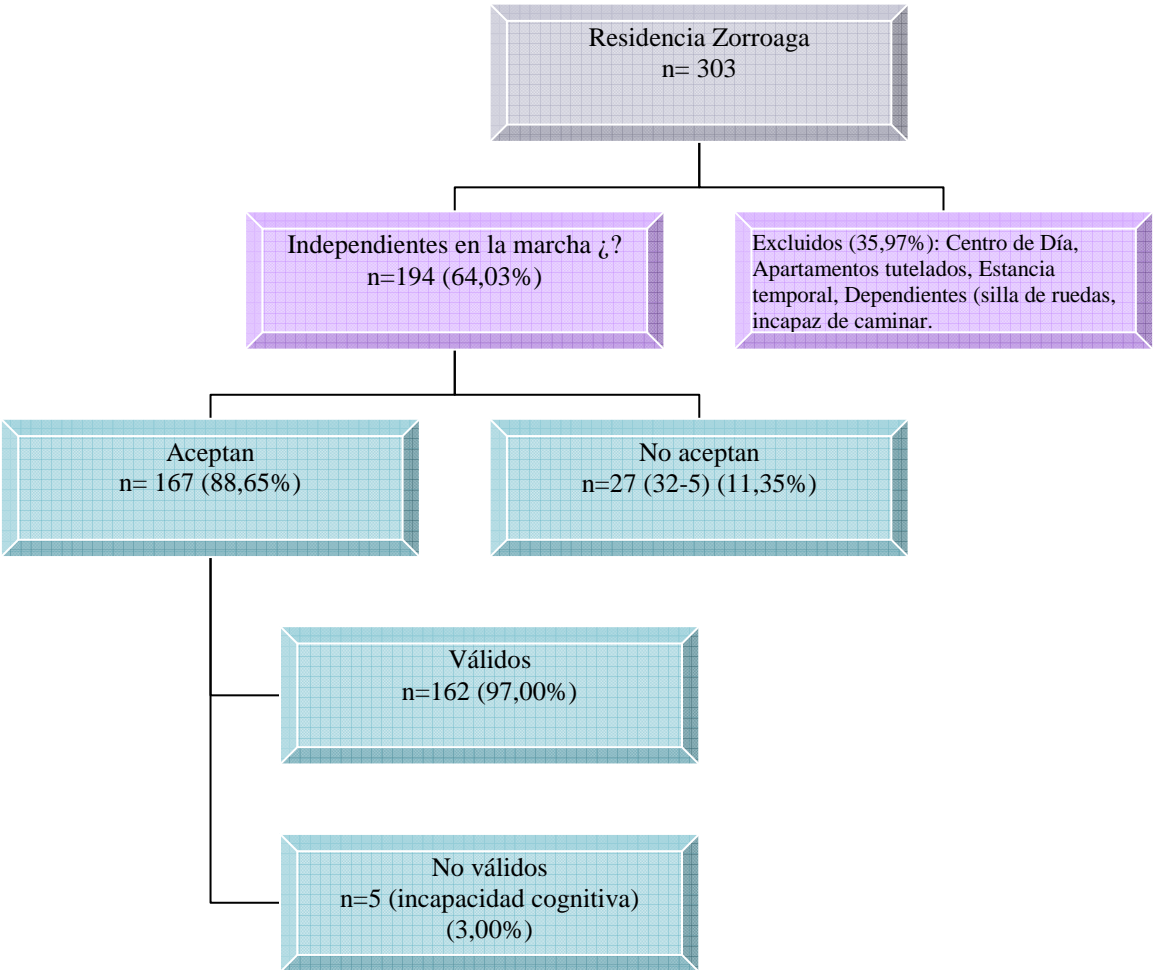 Residencia Zorroaga
n= 303
Independientes en la marcha ¿?
n=194 (64,03%)
Excluidos (35,97%): Centro de Día,
Apartamentos tutelados, Estancia
temporal, Dependientes (silla de ruedas,
incapaz de caminar.
Aceptan
n= 167 (88,65%)
No aceptan
n=27 (32-5) (11,35%)
Válidos
n=162 (97,00%)
No válidos
n=5 (incapacidad cognitiva)
(3,00%)